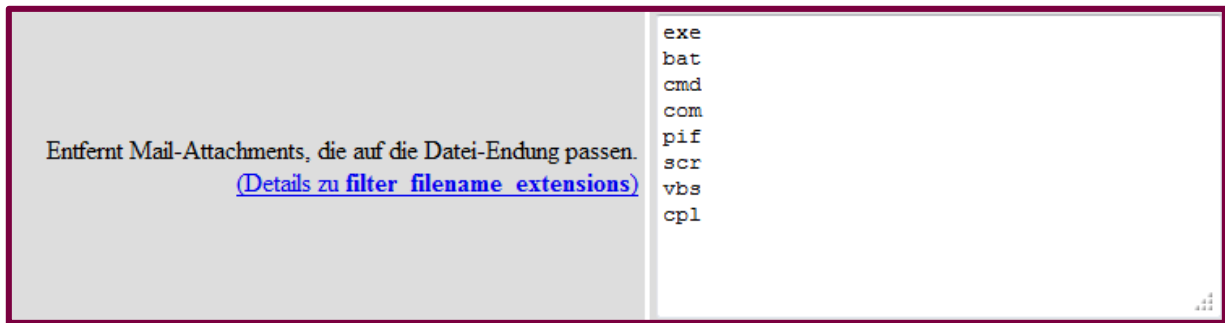 Entfernt Mail-Attachments, die auf die Datei-Endung passen.
(Details zu filter_filename_extensions)
exe
bat
cmd
com
pif
scr
vbs
cpl